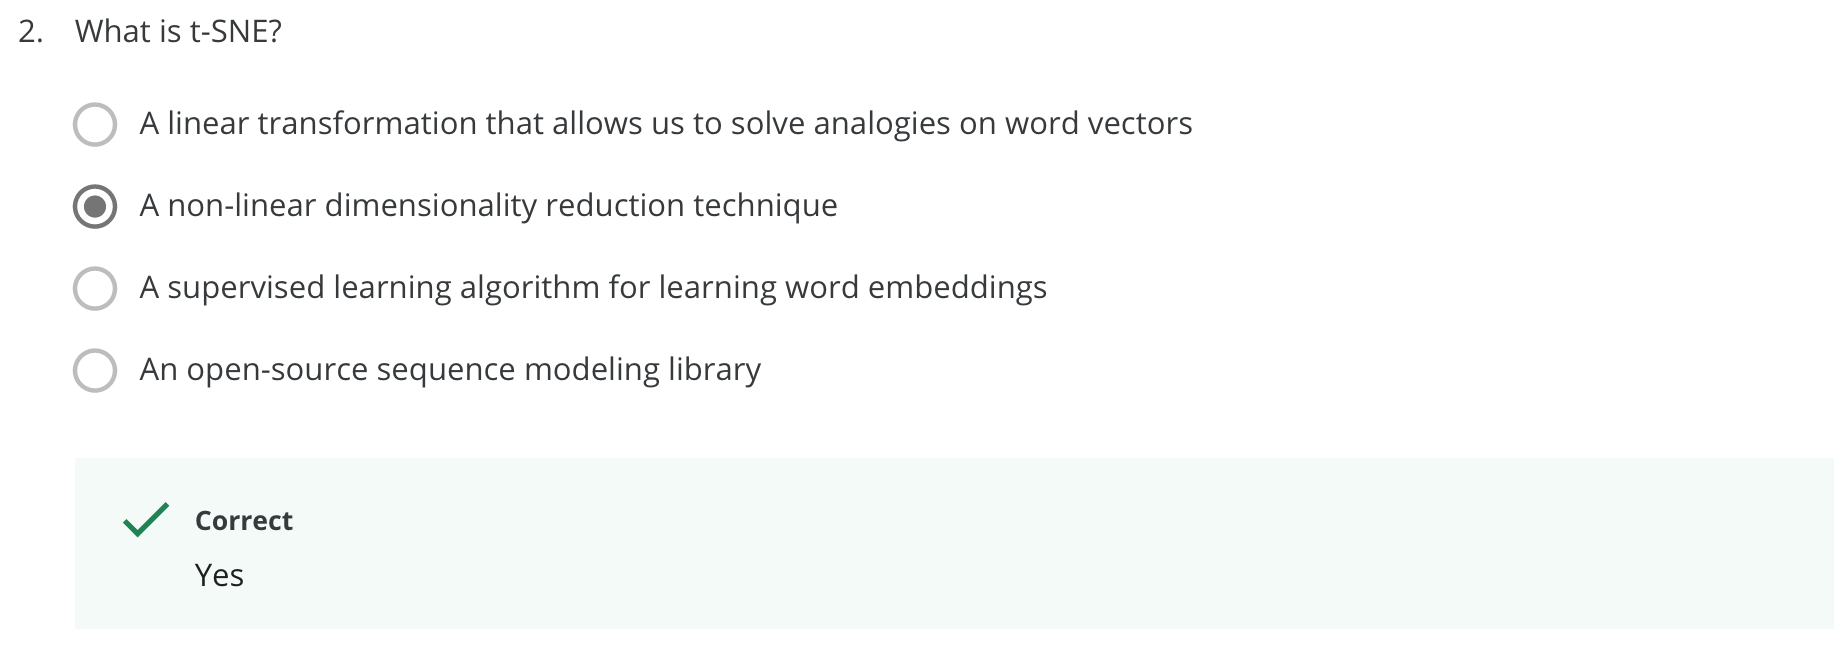 2. What is t-SNE?
A linear transformation that allows us to solve analogies on word vectors
A non-linear dimensionality reduction technique
A supervised learning algorithm for learning word embeddings
An open-source sequence modeling library
Correct
Yes